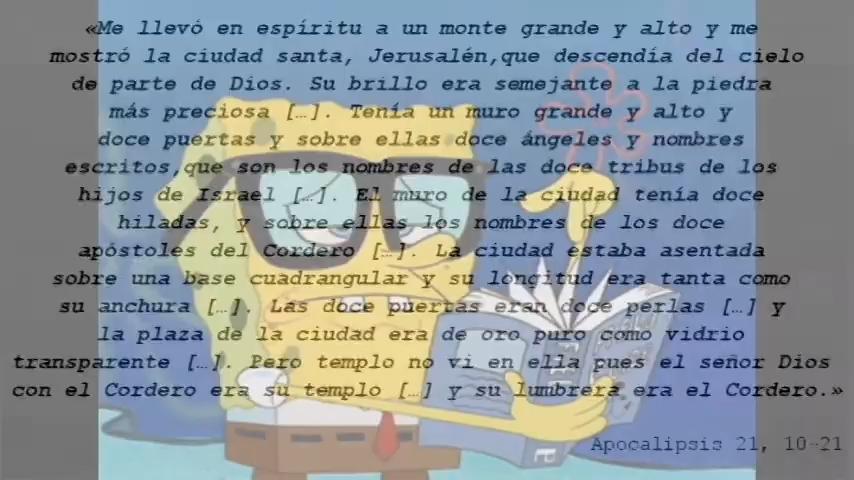 «Me llevó en espíritu a un monte grande y alto y me
mostró la ciudad santa, Jerusalén,que descendía del cielo
de parte de Dios. Su brillo era semejante a la piedra
más preciosa […]. Tenía un muro grande y alto y
doce puertas y sobre ellas doce ángeles y nombres
escritos,que son los nombres de las doce tribus de los
hijos de Israel […]. El muro de la ciudad tenía doce
hiladas, y sobre ellas los nombres de los doce
apóstoles del Cordero […]. La ciudad estaba asentada
sobre una base cuadrangular y su longitud era tanta como
su anchura […]. Las doce puertas eran doce perlas […] y
la plaza de la ciudad era de oro puro como vidrio
transparente […]. Pero templo no vi en ella pues el señor Dios
con el Cordero era su templo […] y su lumbrera era el Cordero.»
Apocalipsis 21, 10-21